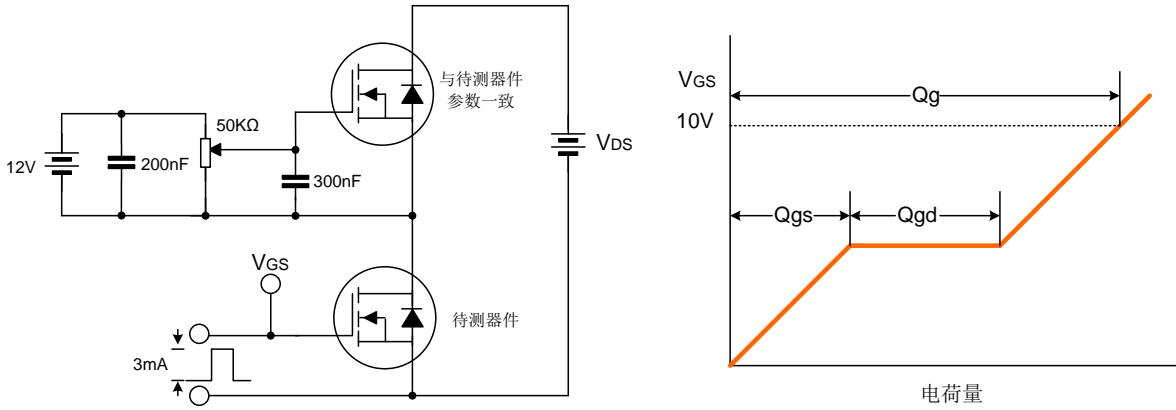 12V
200nF
50KΩ
300nF
与待测器件
参数一致
VDS
VGS
3mA
待测器件
VGS
10V
Qg
Qgs
Qgd
电荷量